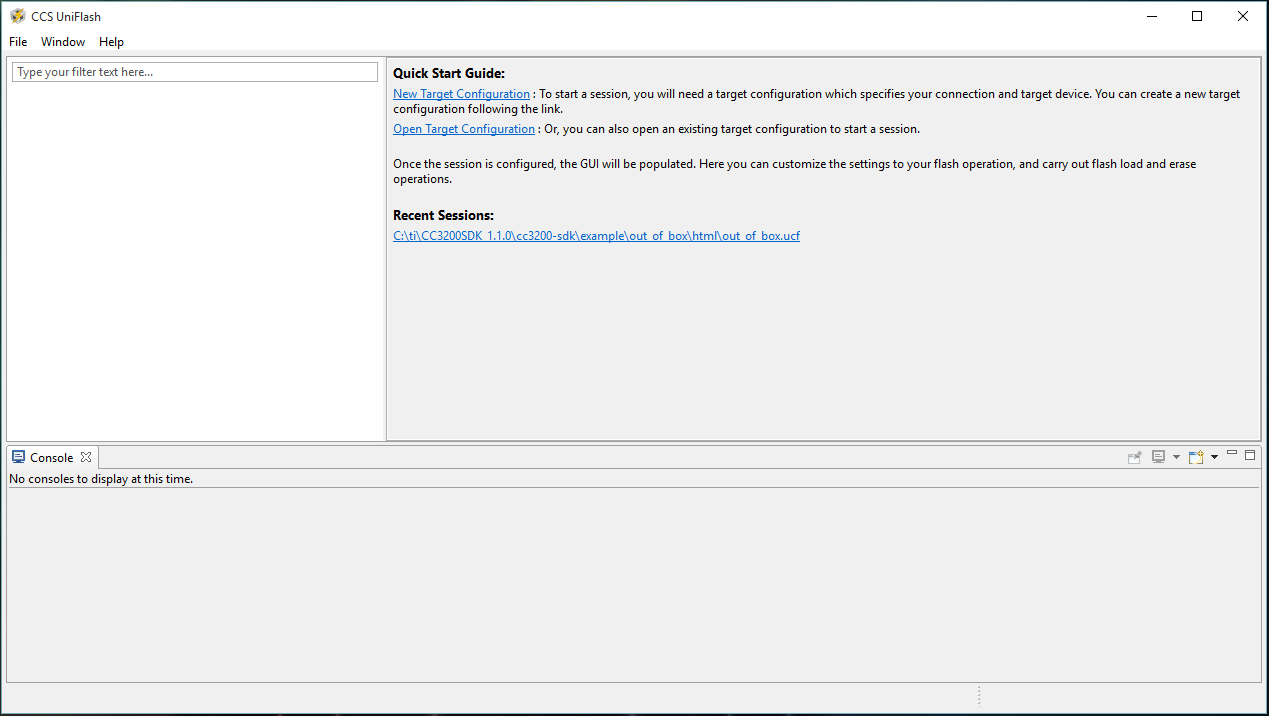 CCS UniFlash
File Window Help
Type your filter text here...
Quick Start Guide:
New Target Configuration : To start a session, you will need a target configuration which specifies your connection and target device. You can create a new target
configuration following the link.
Open Target Configuration : Or, you can also open an existing target configuration to start a session.
Once the session is configured, the GUI will be populated. Here you can customize the settings to your flash operation, and carry out flash load and erase
operations.
Recent Sessions:
C:\ti\CC3200SDK_1.1.0\cc3200-sdk\example\out_of_box\html\out_of_box.ucf
Console
No consoles to display at this time.